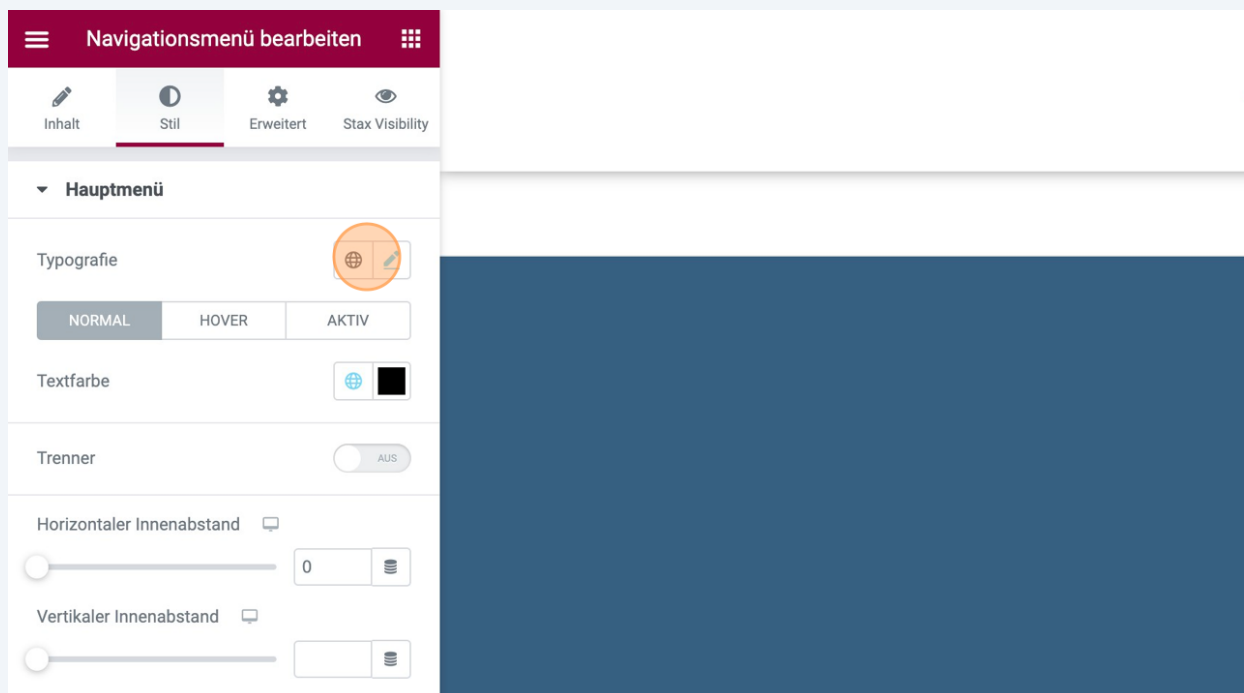 Navigationsmenü bearbeiten
Inhalt Stil Erweitert Stax Visibility
Hauptmenü
Typografie
NORMAL HOVER AKTIV
Textfarbe
Trenner AUS
Horizontaler Innenabstand
0
Vertikaler Innenabstand